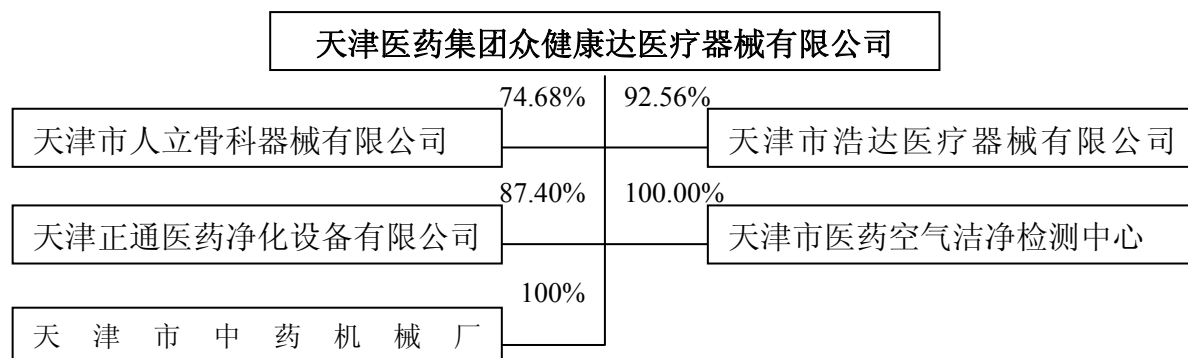 天津医药集团众健康达医疗器械有限公司
74.68% 92.56%
天津市人立骨科器械有限公司 天津市浩达医疗器械有限公司
87.40% 100.00%
天津正通医药净化设备有限公司 天津市医药空气洁净检测中心
100%
天津市中药机械厂